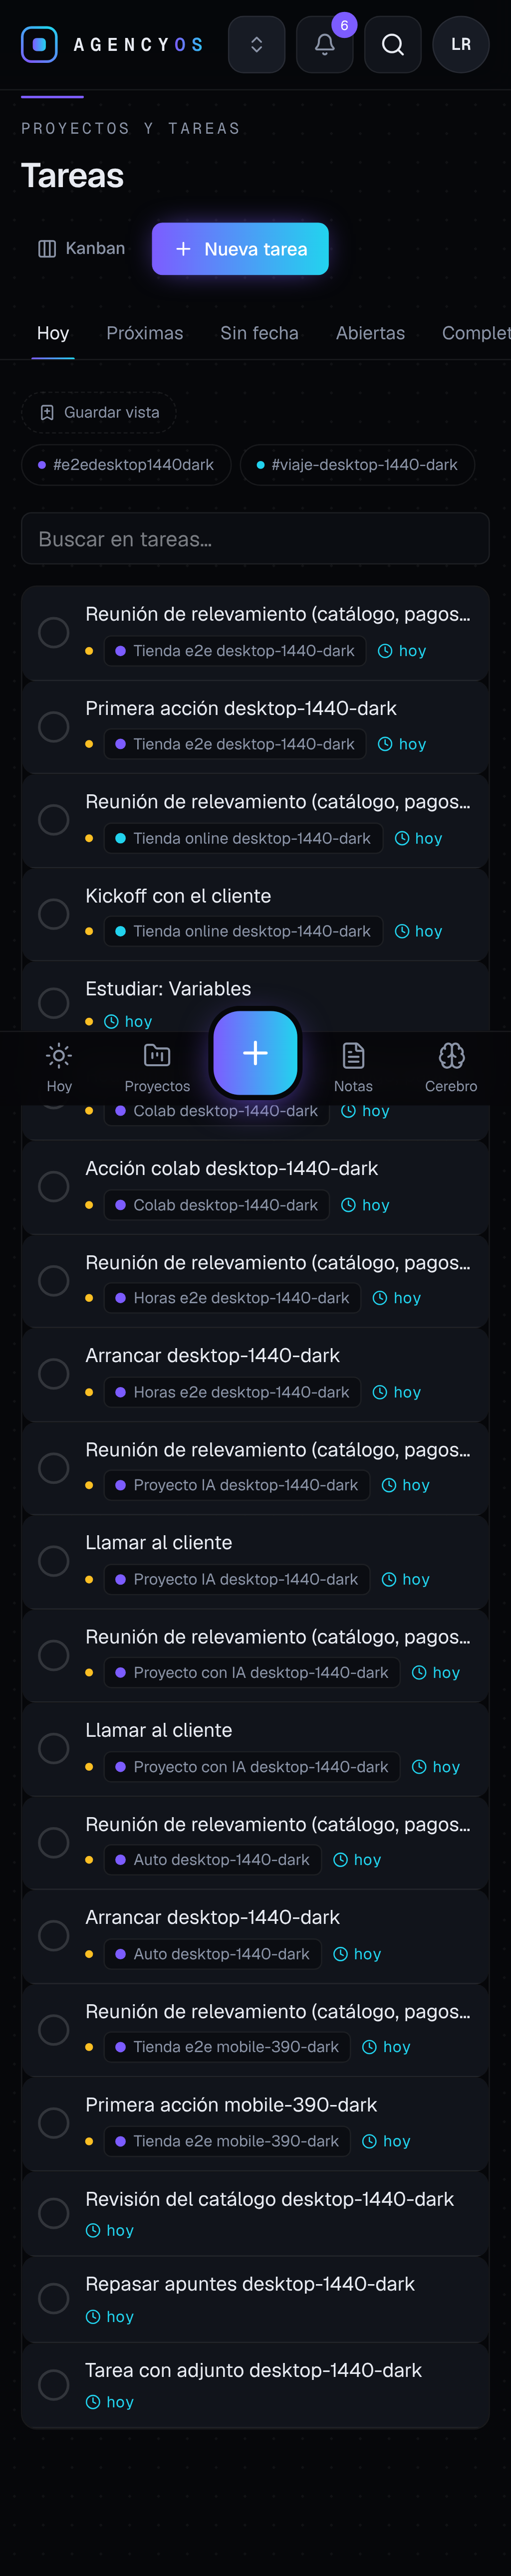 AGENCYOS
6
LR
PROYECTOS Y TAREAS
Tareas
Kanban
Nueva tarea
Hoy Próximas Sin fecha Abiertas Complet
Guardar vista
#e2edesktop1440dark #viaje-desktop-1440-dark
Buscar en tareas...
Reunión de relevamiento (catálogo, pagos...
Tienda e2e desktop-1440-dark hoy
Primera acción desktop-1440-dark
Tienda e2e desktop-1440-dark hoy
Reunión de relevamiento (catálogo, pagos...
Tienda online desktop-1440-dark hoy
Kickoff con el cliente
Tienda online desktop-1440-dark hoy
Estudiar: Variables
hoy
Hoy Proyectos Notas Cerebro
Colab desktop-1440-dark hoy
Acción colab desktop-1440-dark
Colab desktop-1440-dark hoy
Reunión de relevamiento (catálogo, pagos...
Horas e2e desktop-1440-dark hoy
Arrancar desktop-1440-dark
Horas e2e desktop-1440-dark hoy
Reunión de relevamiento (catálogo, pagos...
Proyecto IA desktop-1440-dark hoy
Llamar al cliente
Proyecto IA desktop-1440-dark hoy
Reunión de relevamiento (catálogo, pagos...
Proyecto con IA desktop-1440-dark hoy
Llamar al cliente
Proyecto con IA desktop-1440-dark hoy
Reunión de relevamiento (catálogo, pagos...
Auto desktop-1440-dark hoy
Arrancar desktop-1440-dark
Auto desktop-1440-dark hoy
Reunión de relevamiento (catálogo, pagos...
Tienda e2e mobile-390-dark hoy
Primera acción mobile-390-dark
Tienda e2e mobile-390-dark hoy
Revisión del catálogo desktop-1440-dark
hoy
Repasar apuntes desktop-1440-dark
hoy
Tarea con adjunto desktop-1440-dark
hoy